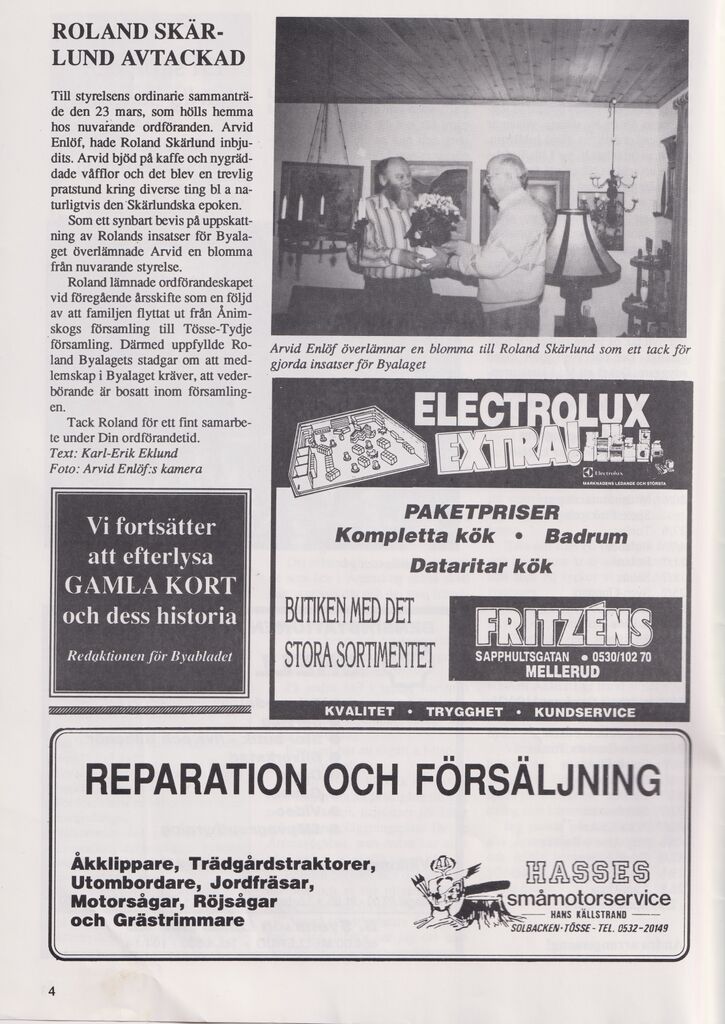 ROLAND SKÄR-
LUND AVTACKAD
Till styrelsens ordinarie sammanträ-
de den 23 mars, som hölls hemma
hos nuvarande ordföranden. Arvid
Enlöf, hade Roland Skärlund inbju-
dits. Arvid bjöd på kaffe och nygräd-
dade våfflor och det blev en trevlig
pratstund kring diverse ting bl a na-
turligtvis den Skärlundska epoken.
Som ett synbart bevis på uppskatt-
ning av Rolands insatser för Byala-
get överlämnade Arvid en blomma
från nuvarande styrelse.
Roland lämnade ordförandeskapet
vid föregående årsskifte som en följd
av att familjen flyttat ut från Ånim-
skogs församling till Tösse-Tydje
församling. Därmed uppfyllde Ro-
land Byalagets stadgar om att med-
lemskap i Byalaget kräver, att veder-
börande är bosatt inom församling-
en.
Tack Roland för ett fint samarbe-
te under Din ordförandetid.
Text: Karl-Erik Eklund
Foto: Arvid Enlöf:s kamera
Arvid Enlöf överlämnar en blomma till Roland Skärlund som ett tack för
gjorda insatser för Byalaget
Vi fortsätter
att efterlysa
GAMLA KORT
och dess historia
Redaktionen för Byabladet
ELECTROLUX
EXTRA!
Electrolux
MARKNADENS LEDANDE OCH STÖRSTA
PAKETPRISER
Kompletta kök • Badrum
Dataritar kök
BUTIKEN MED DET
STORA SORTIMENTET
FRITZÉNS
SAPPHULTSGATAN • 0530/102 70
MELLERUD
KVALITET • TRYGGHET • KUNDSERVICE
REPARATION OCH FÖRSÄLJNING
Åkklippare, Trädgårdstraktorer,
Utombordare, Jordfräsar,
Motorsågar, Röjsågar
och Grästrimmare
HASSES
småmotorservice
HANS KÄLLSTRAND
SOLBACKEN · TÖSSE - TEL. 0532-20149
4